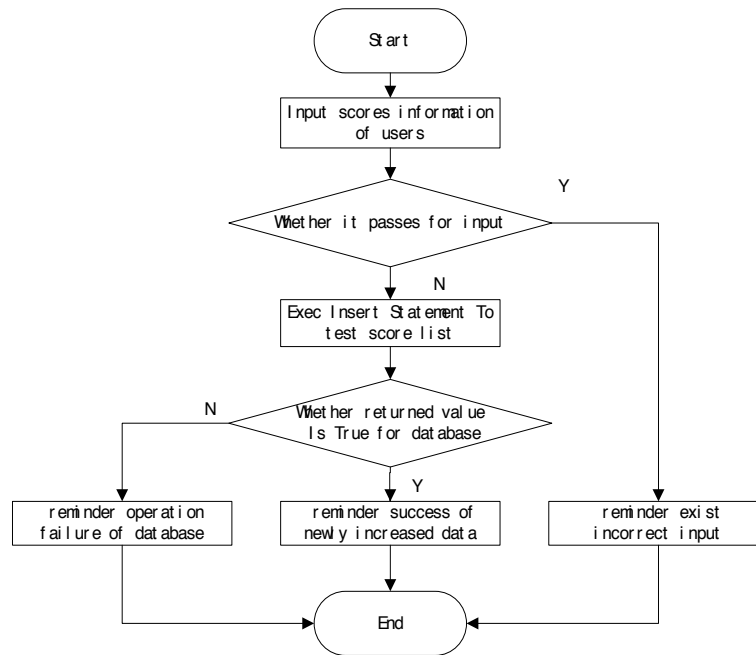 Start
Input scores information
of users
Y
Whether it passes for input
N
Exec Insert Statement To
test score list
N
Whether returned value
Is True for database
Y
reminder operation
failure of database
reminder success of
newly increased data
reminder exist
incorrect input
End